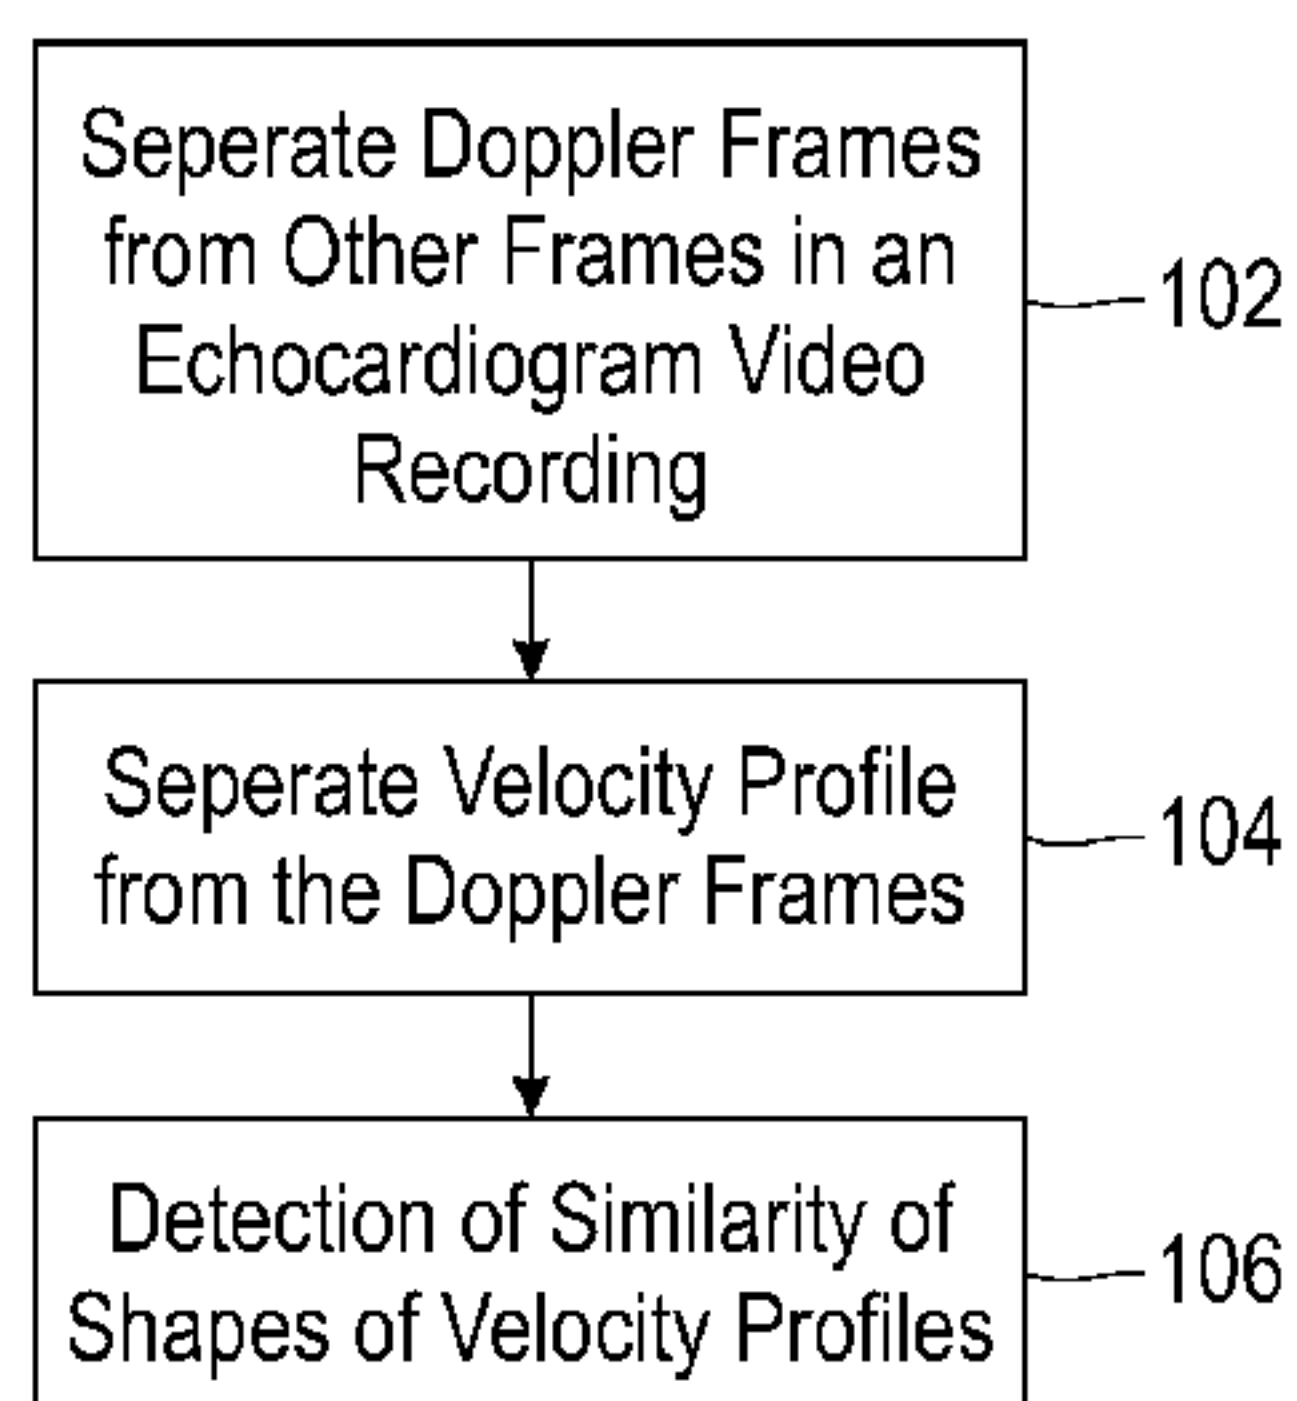 Seperate Doppler Frames
from Other Frames in an
Echocardiogram Video
Recording
102
Seperate Velocity Profile
from the Doppler Frames
104
Detection of Similarity of
Shapes of Velocity Profiles
106